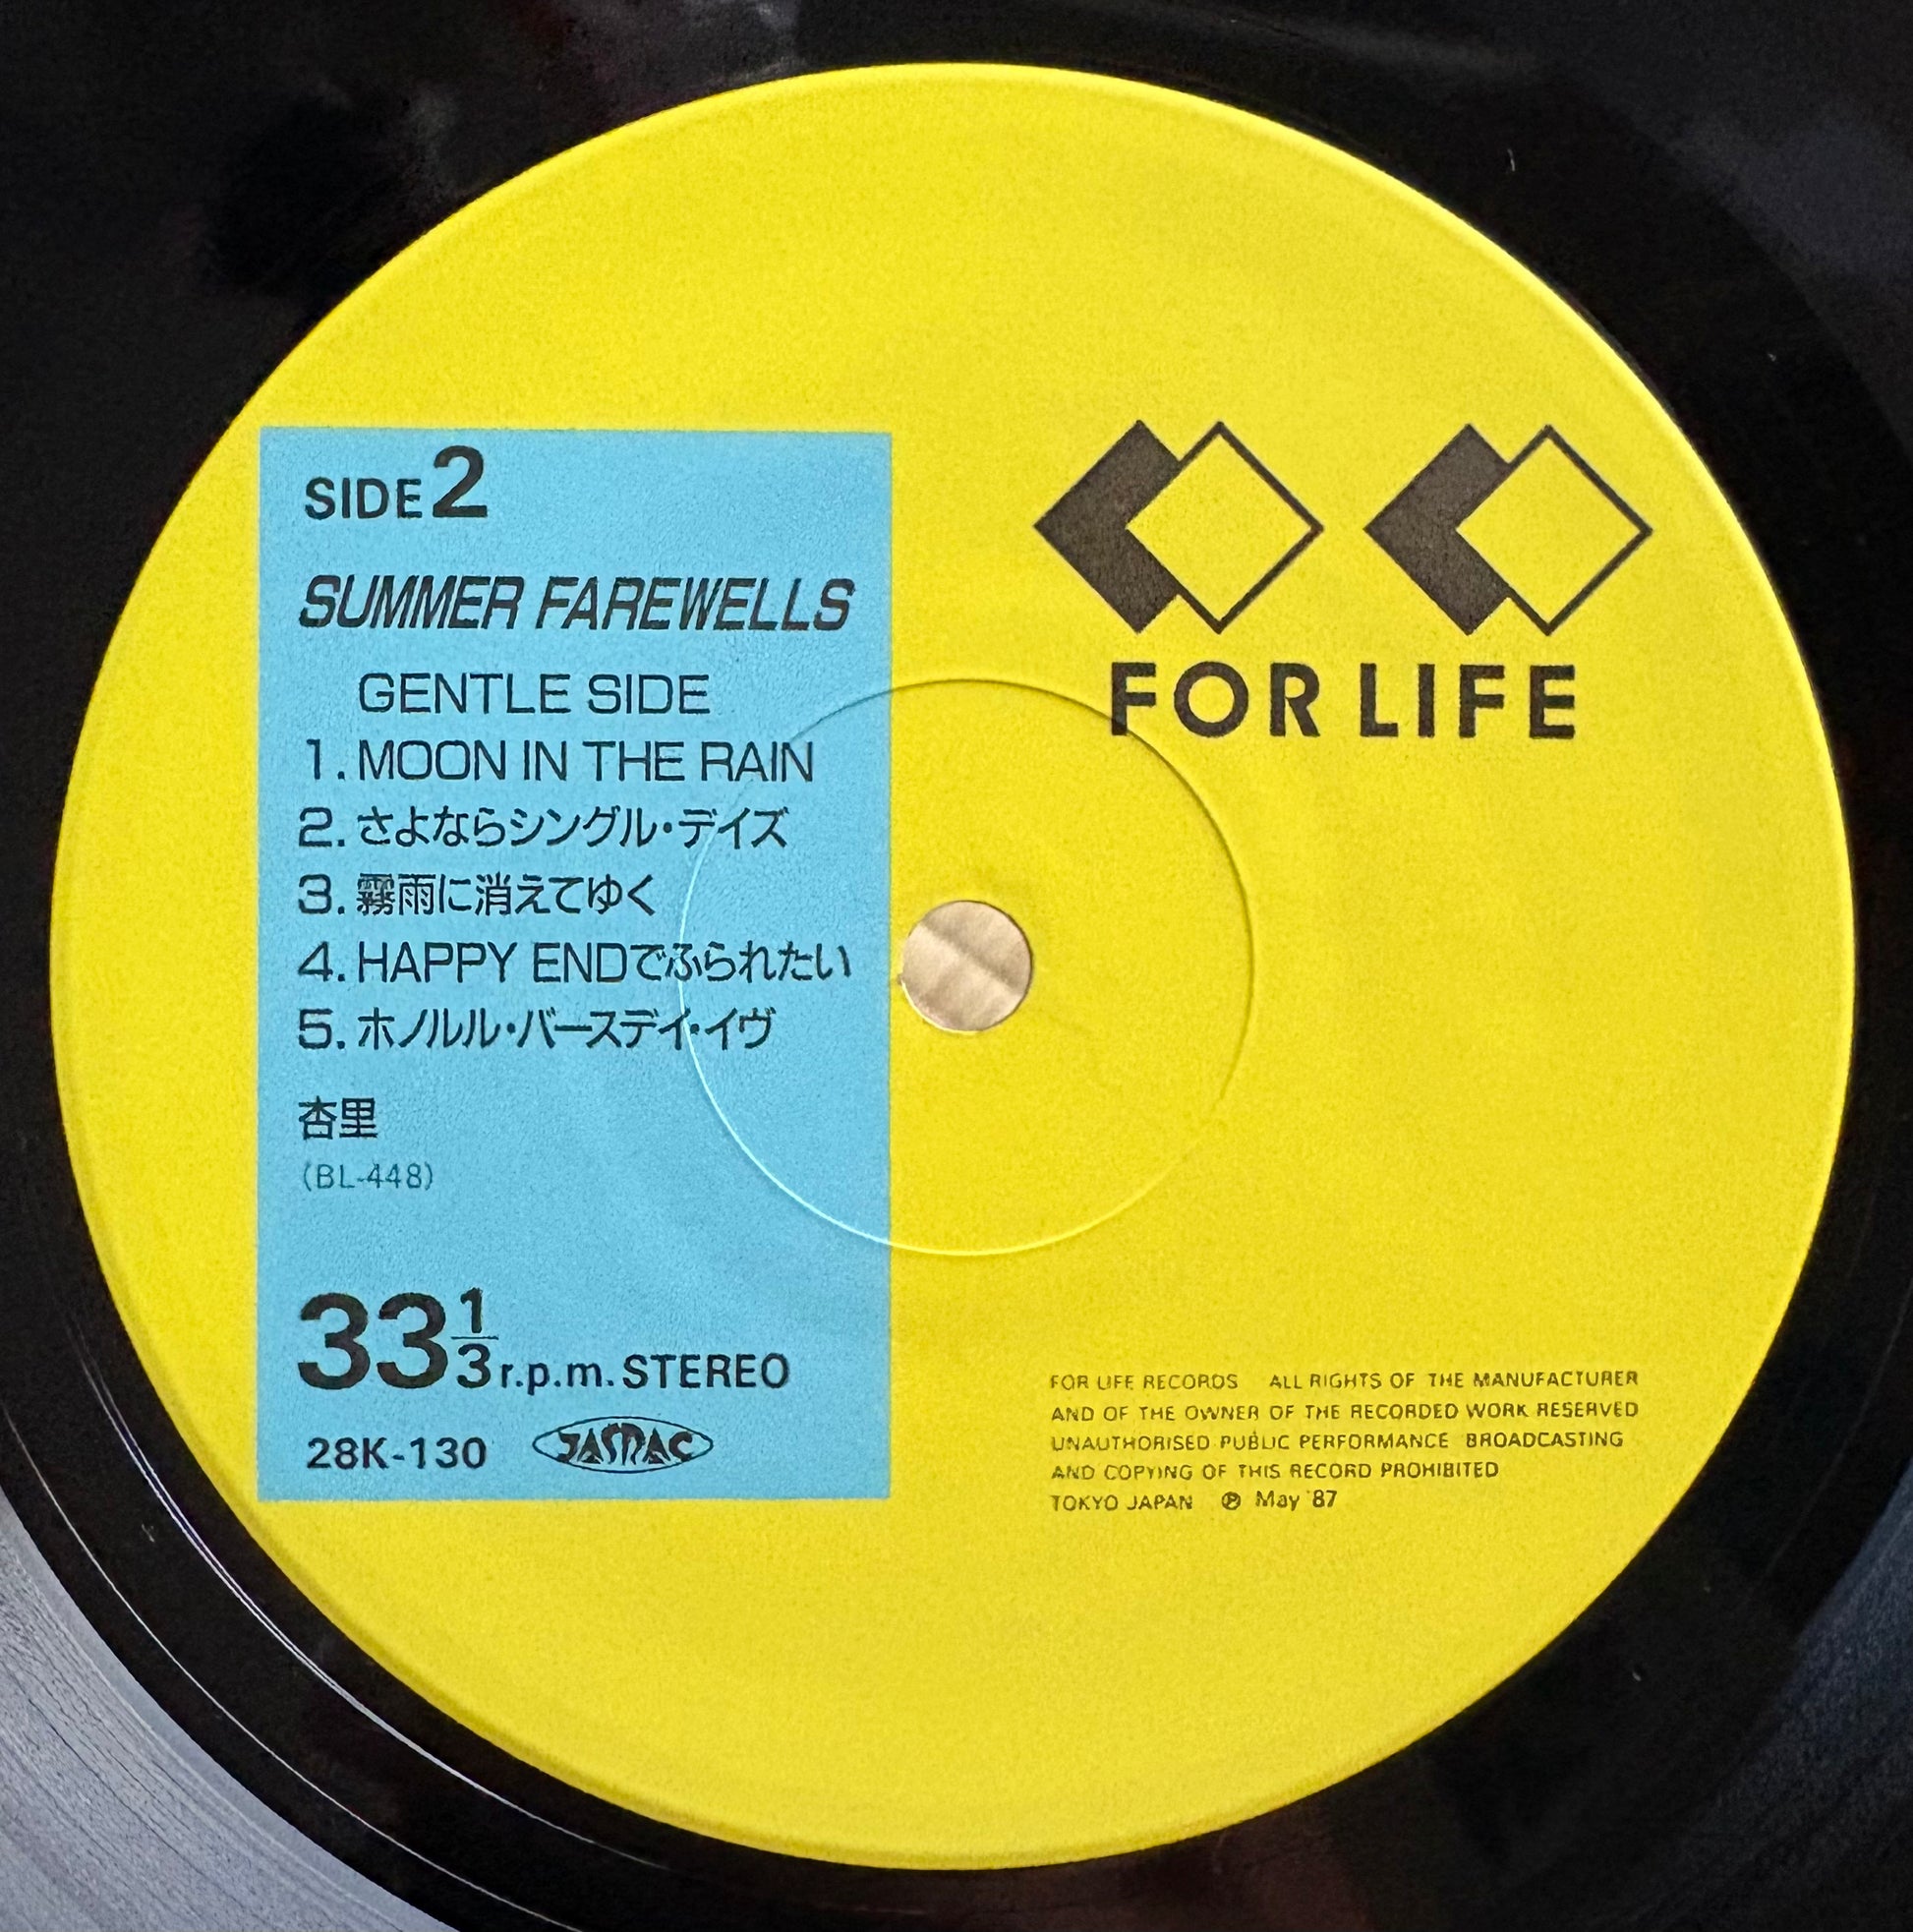 SIDE 2
SUMMER FAREWELLS
GENTLE SIDE
1. MOON IN THE RAIN
2. さよならシングル・デイズ
3. 霧雨に消えてゆく
4. HAPPY ENDでふられたい
5. ホノルル・バースデイ・イヴ
杏里
(BL-448)
33 1/3 r.p.m. STEREO
28K-130 JASRAC
FOR LIFE
FOR LIFE RECORDS ALL RIGHTS OF THE MANUFACTURER
AND OF THE OWNER OF THE RECORDED WORK RESERVED
UNAUTHORISED PUBLIC PERFORMANCE BROADCASTING
AND COPYING OF THIS RECORD PROHIBITED
TOKYO JAPAN ℗ May '87